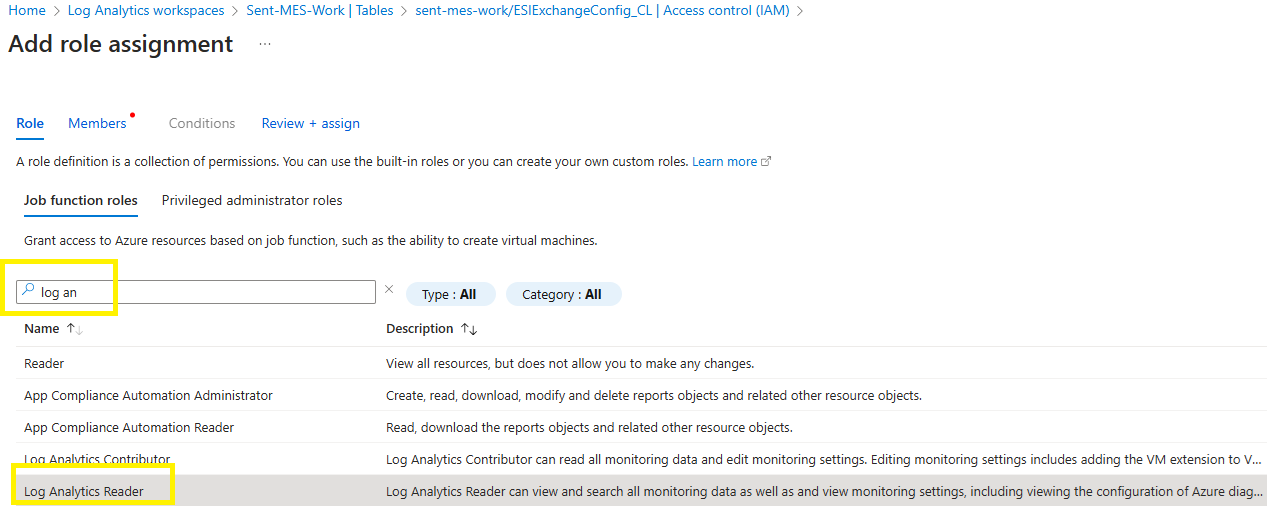 Home > Log Analytics workspaces > Sent-MES-Work | Tables > sent-mes-work/ESIExchangeConfig_CL | Access control (IAM) >
Add role assignment ...
Role Members Conditions Review + assign
A role definition is a collection of permissions. You can use the built-in roles or you can create your own custom roles. Learn more
Job function roles Privileged administrator roles
Grant access to Azure resources based on job function, such as the ability to create virtual machines.
log an Type : All Category : All
Name ↑↓ Description ↑↓
Reader View all resources, but does not allow you to make any changes.
App Compliance Automation Administrator Create, read, download, modify and delete reports objects and related other resource objects.
App Compliance Automation Reader Read, download the reports objects and related other resource objects.
Log Analytics Contributor Log Analytics Contributor can read all monitoring data and edit monitoring settings. Editing monitoring settings includes adding the VM extension to V...
Log Analytics Reader Log Analytics Reader can view and search all monitoring data as well as and view monitoring settings, including viewing the configuration of Azure diag...